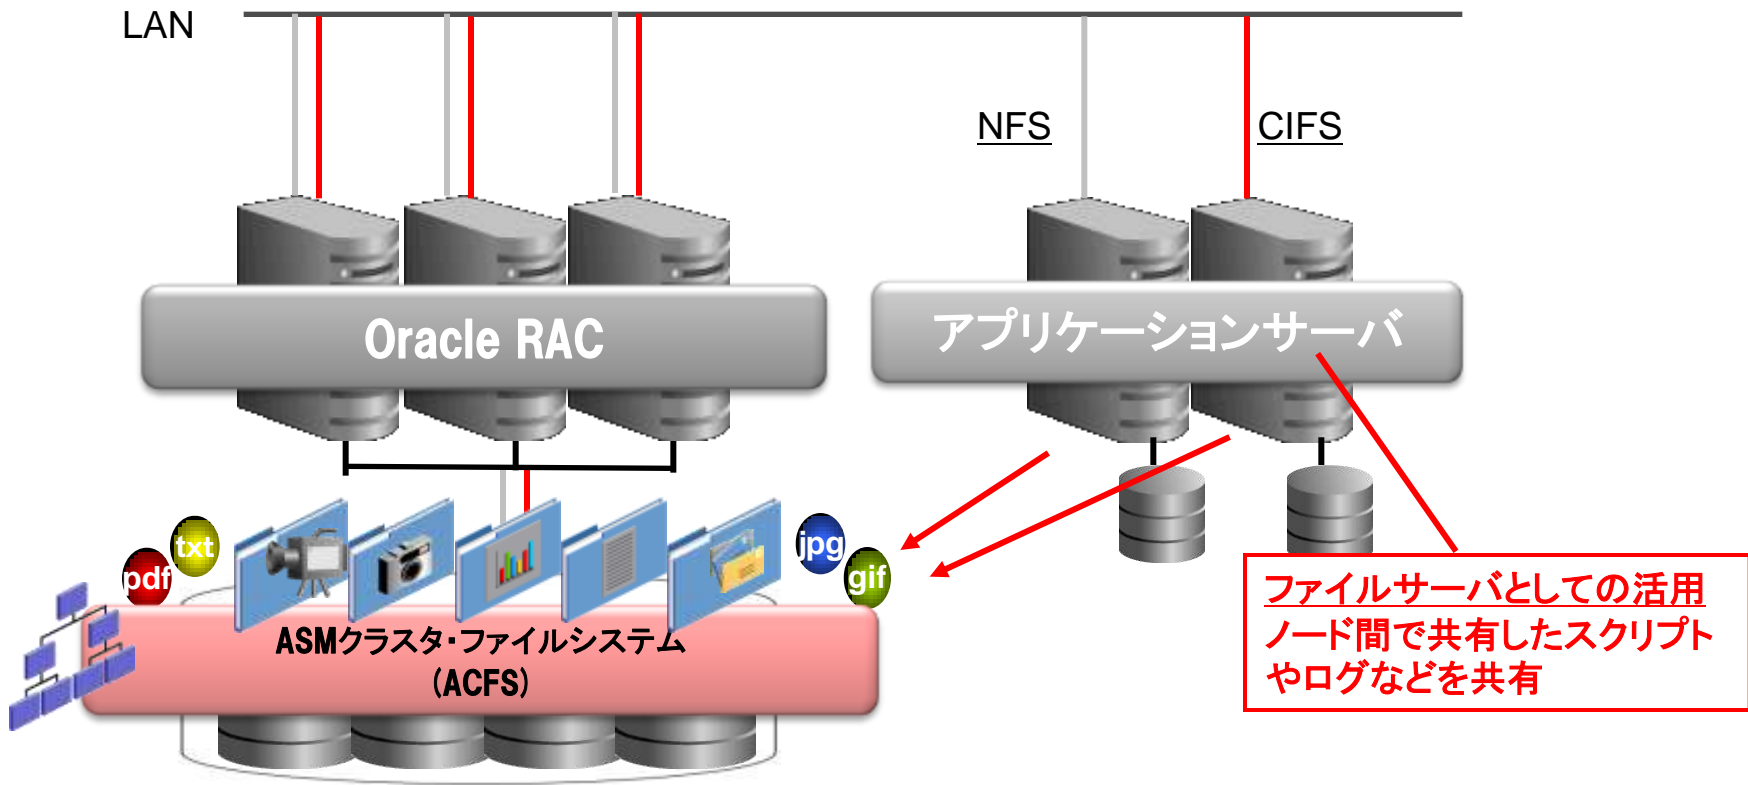 LAN
NFS
CIFS
Oracle RAC
アプリケーションサーバ
txt
pdf
jpg
gif
ASMクラスタ・ファイルシステム
(ACFS)
ファイルサーバとしての活用
ノード間で共有したスクリプト
やログなどを共有